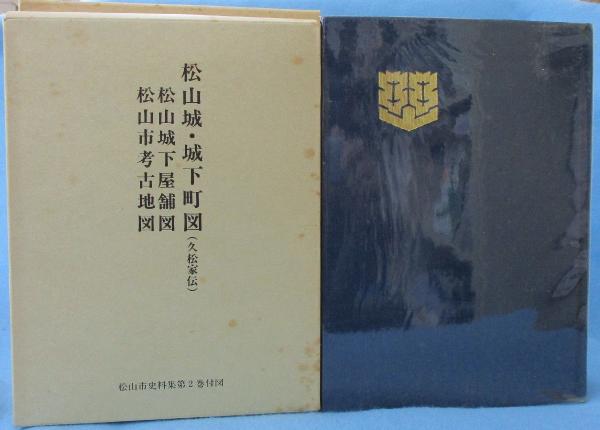 松山城・城下町図(久松家伝)
松山城下屋舗図
松山市考古地図
松山市史料集第2巻付図